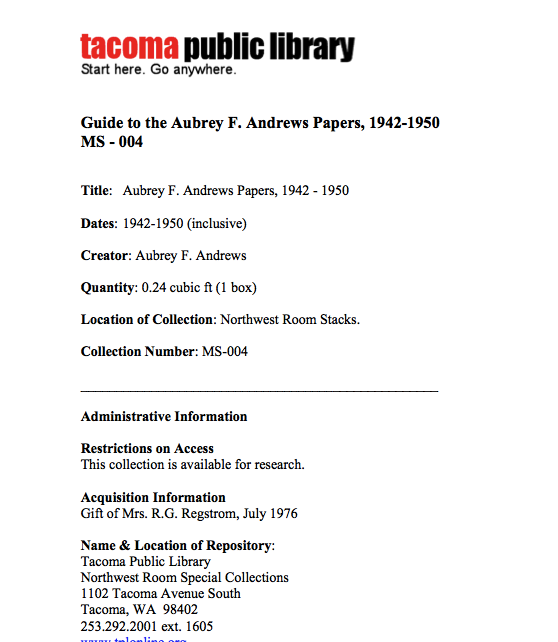 tacoma public library
Start here. Go anywhere.
Guide to the Aubrey F. Andrews Papers, 1942-1950
MS - 004
Title: Aubrey F. Andrews Papers, 1942 - 1950
Dates: 1942-1950 (inclusive)
Creator: Aubrey F. Andrews
Quantity: 0.24 cubic ft (1 box)
Location of Collection: Northwest Room Stacks.
Collection Number: MS-004
Administrative Information
Restrictions on Access
This collection is available for research.
Acquisition Information
Gift of Mrs. R.G. Regstrom, July 1976
Name & Location of Repository:
Tacoma Public Library
Northwest Room Special Collections
1102 Tacoma Avenue South
Tacoma, WA 98402
253.292.2001 ext. 1605
www.tplonline.org